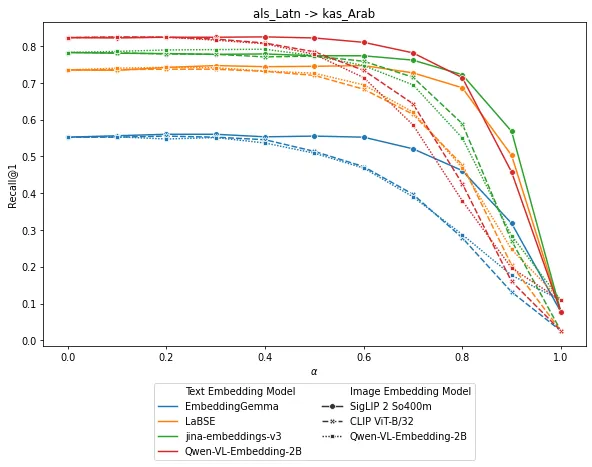 als_Latn -> kas_Arab
Recall@1
0.8
0.7
0.6
0.5
0.4
0.3
0.2
0.1
0.0
0.0 0.2 0.4 0.6 0.8 1.0
α
Text Embedding Model
EmbeddingGemma
LaBSE
jina-embeddings-v3
Qwen-VL-Embedding-2B
Image Embedding Model
SigLIP 2 So400m
CLIP ViT-B/32
Qwen-VL-Embedding-2B